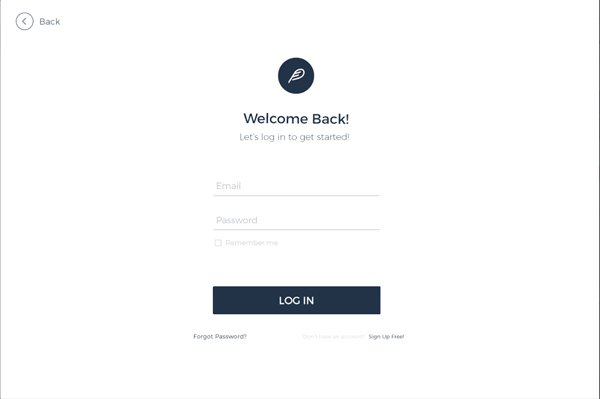 Back
Welcome Back!
Let's log in to get started!
Email
Password
Remember me
LOG IN
Forgot Password?
Don't have an account? Sign Up Free!